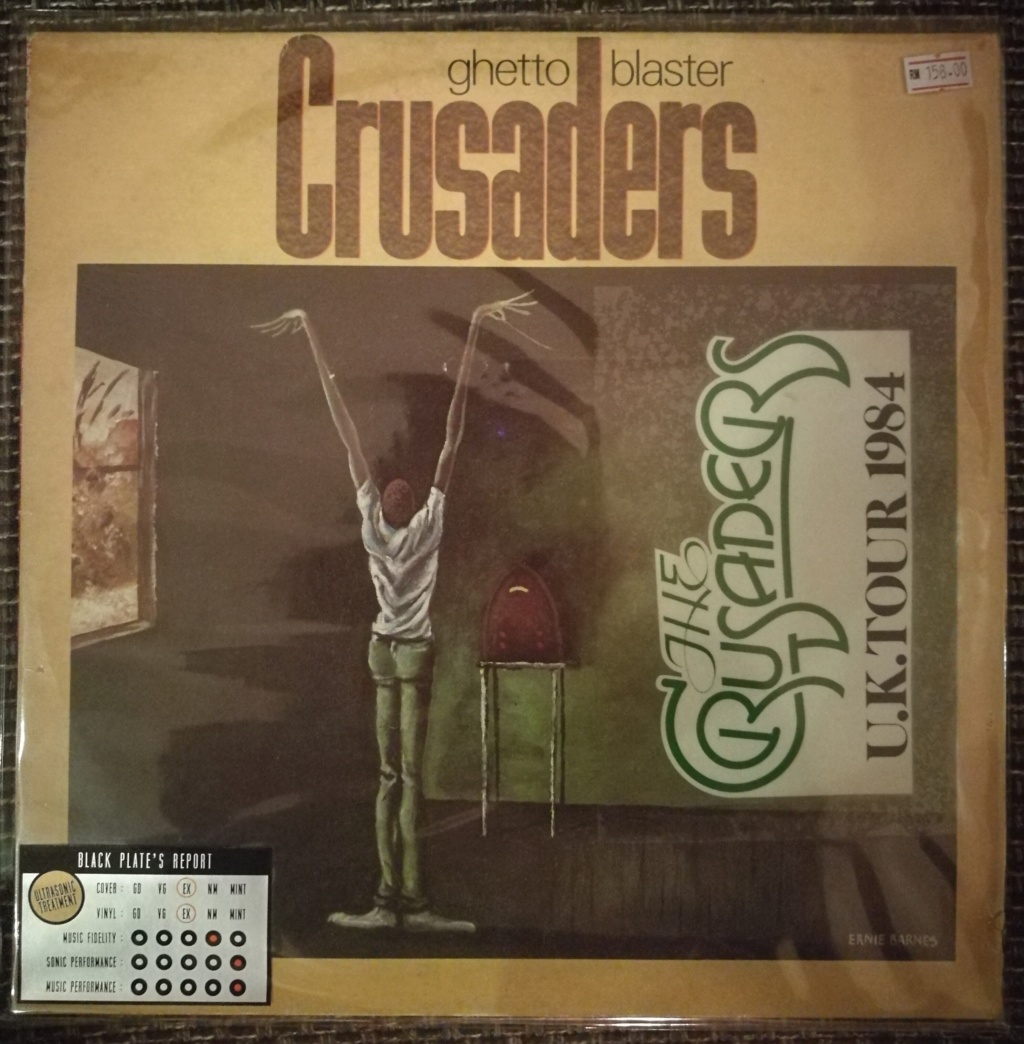 ghetto blaster
Crusaders
RM 158.00
THE
CRUSADERS
U.K. TOUR 1984
ERNIE BARNES
BLACK PLATE'S REPORT
ULTRASONIC
TREATMENT
COVER : GD VG EX NM MINT
VINYL : GD VG EX NM MINT
MUSIC FIDELITY :
SONIC PERFORMANCE :
MUSIC PERFORMANCE :